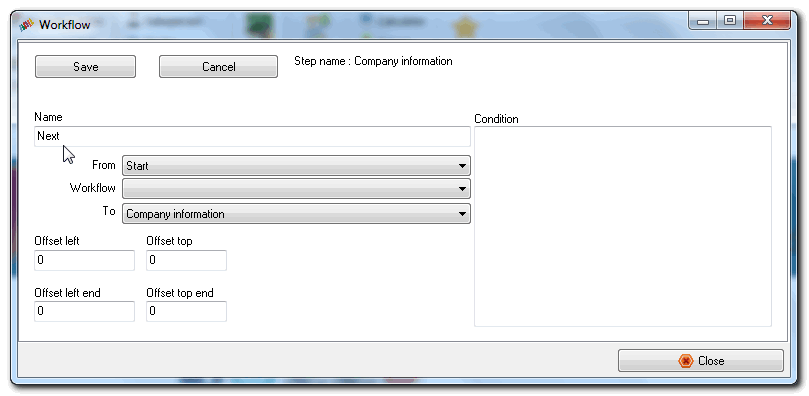 Workflow
Save
Cancel
Step name : Company information
Name
Condition
Next
From
Start
Workflow
To
Company information
Offset left
Offset top
0
0
Offset left end
Offset top end
0
0
Close